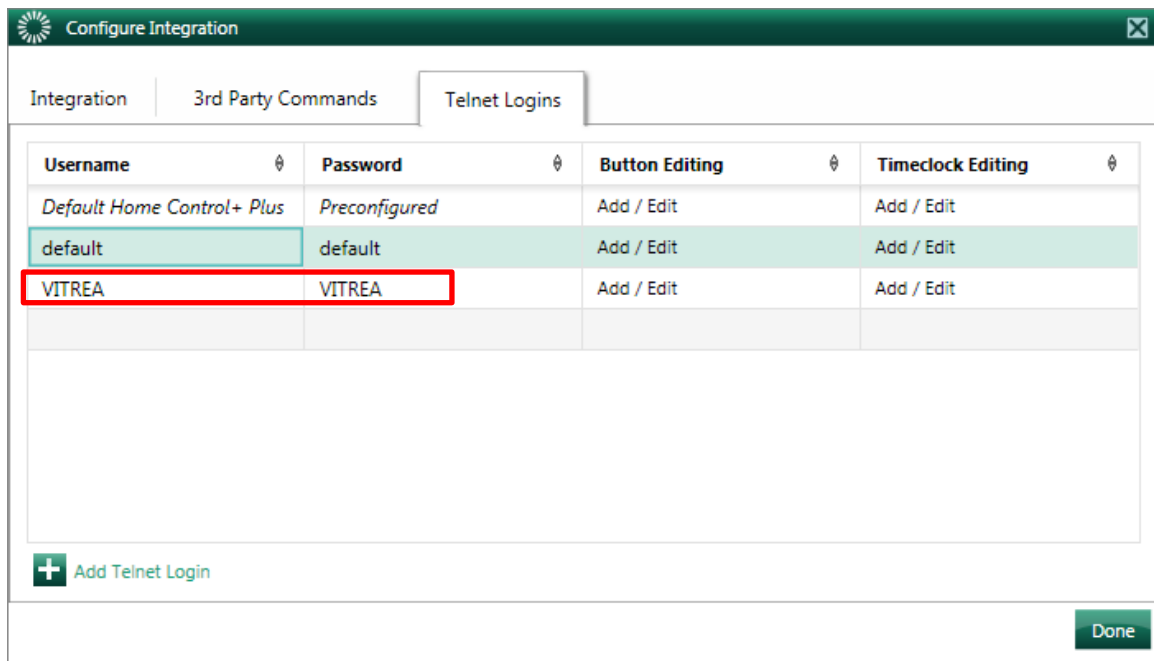 Configure Integration
Integration 3rd Party Commands Telnet Logins
Username Password Button Editing Timeclock Editing
Default Home Control+ Plus Preconfigured Add / Edit Add / Edit
default default Add / Edit Add / Edit
VITREA VITREA Add / Edit Add / Edit
Add Telnet Login
Done